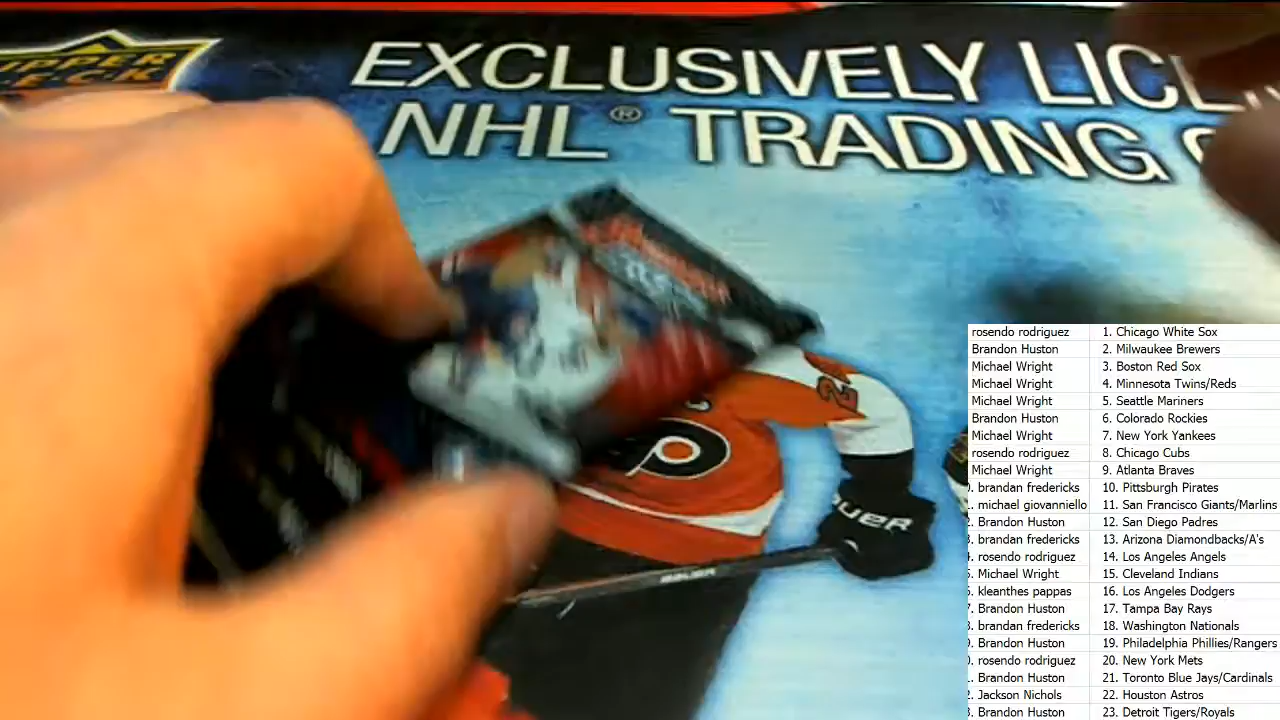 UPPER
DECK
EXCLUSIVELY LIC
NHL® TRADING
P
BAUER
rosendo rodriguez 1. Chicago White Sox
Brandon Huston 2. Milwaukee Brewers
Michael Wright 3. Boston Red Sox
Michael Wright 4. Minnesota Twins/Reds
Michael Wright 5. Seattle Mariners
Brandon Huston 6. Colorado Rockies
Michael Wright 7. New York Yankees
rosendo rodriguez 8. Chicago Cubs
Michael Wright 9. Atlanta Braves
brandan fredericks 10. Pittsburgh Pirates
michael giovanniello 11. San Francisco Giants/Marlins
Brandon Huston 12. San Diego Padres
brandan fredericks 13. Arizona Diamondbacks/A's
rosendo rodriguez 14. Los Angeles Angels
Michael Wright 15. Cleveland Indians
kleanthes pappas 16. Los Angeles Dodgers
Brandon Huston 17. Tampa Bay Rays
brandan fredericks 18. Washington Nationals
Brandon Huston 19. Philadelphia Phillies/Rangers
rosendo rodriguez 20. New York Mets
Brandon Huston 21. Toronto Blue Jays/Cardinals
Jackson Nichols 22. Houston Astros
Brandon Huston 23. Detroit Tigers/Royals